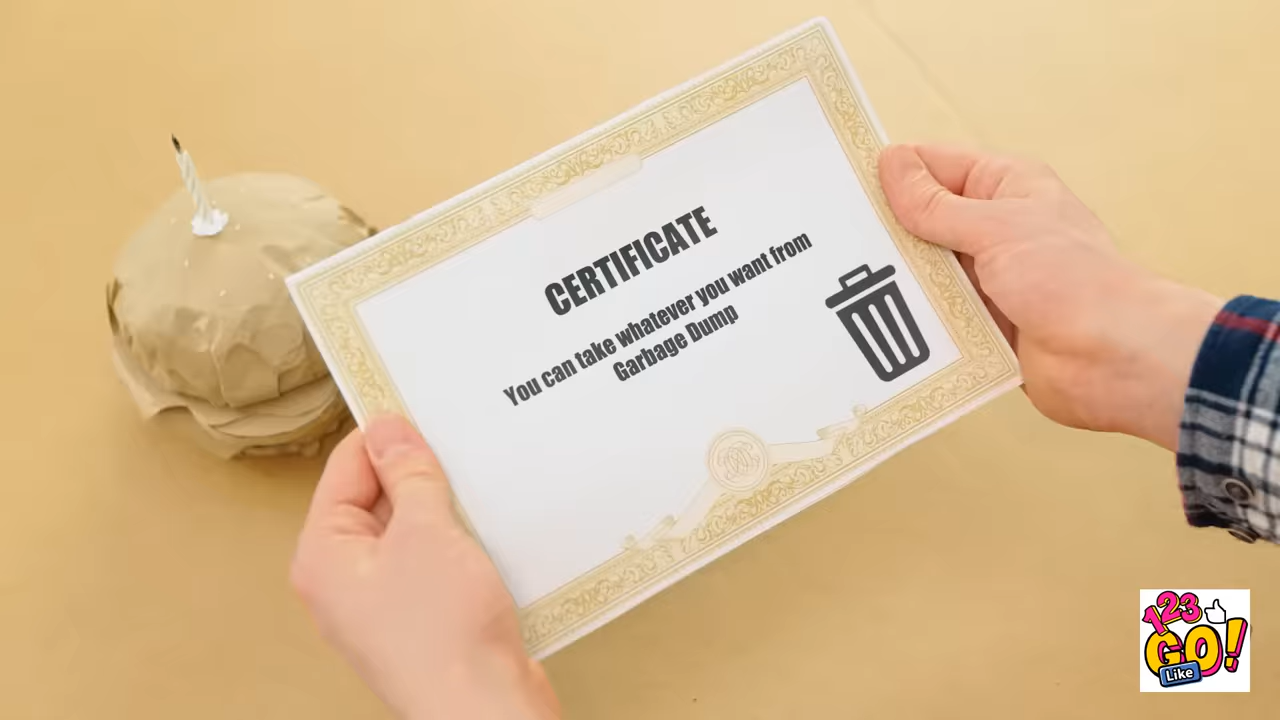 CERTIFICATE
You can take whatever you want from
Garbage Dump
123
GO!
Like